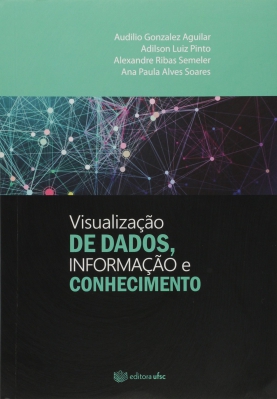 Audilio Gonzalez Aguilar
Adilson Luiz Pinto
Alexandre Ribas Semeler
Ana Paula Alves Soares
Visualização
DE DADOS,
INFORMAÇÃO e
CONHECIMENTO
editora ufsc